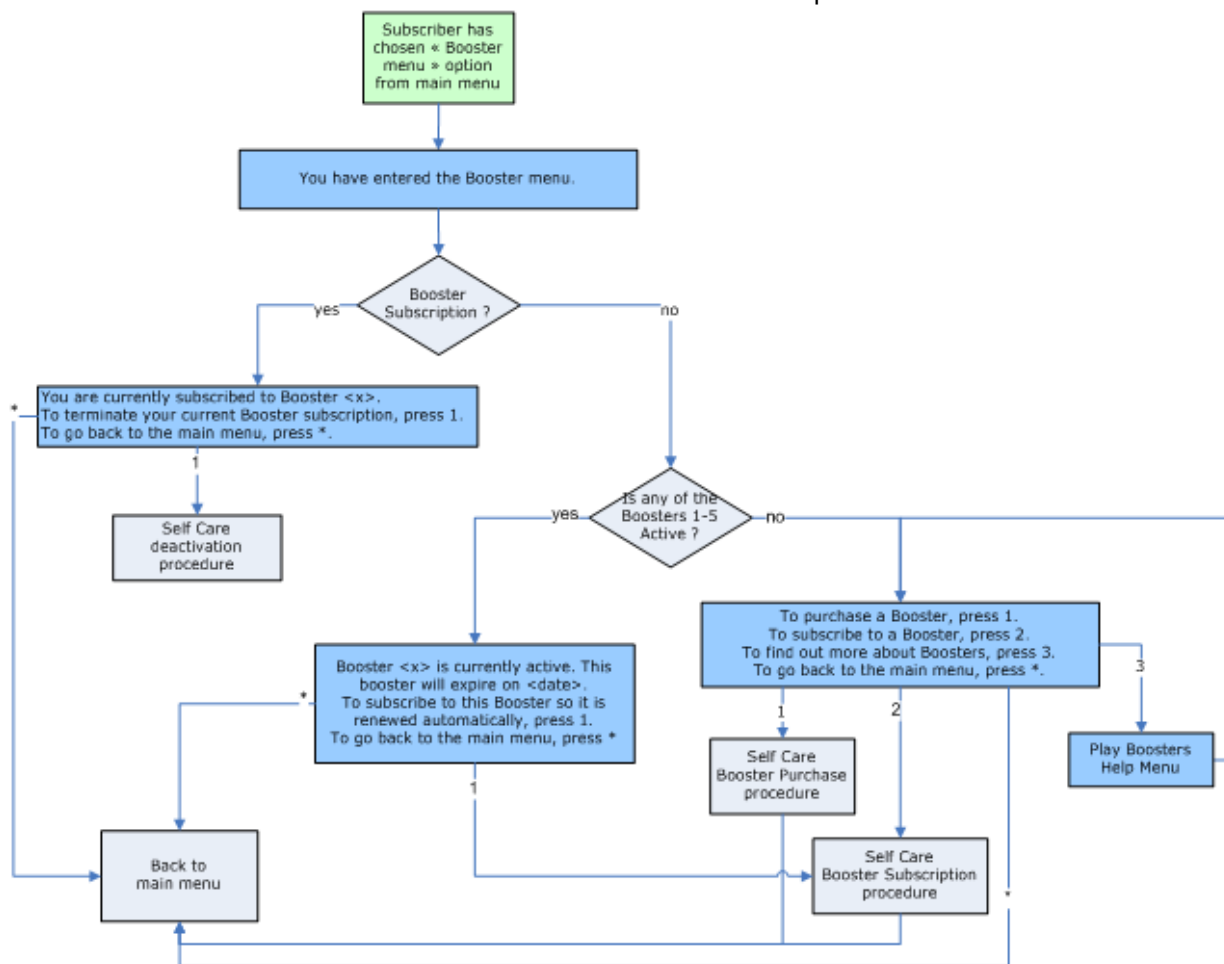 Subscriber has
chosen « Booster
menu » option
from main menu
You have entered the Booster menu.
Booster
Subscription ?
yes
no
You are currently subscribed to Booster <x>.
To terminate your current Booster subscription, press 1.
To go back to the main menu, press *.
*
1
Self Care
deactivation
procedure
Is any of the
Boosters 1-5
Active ?
yes
no
Booster <x> is currently active. This
booster will expire on <date>.
To subscribe to this Booster so it is
renewed automatically, press 1.
To go back to the main menu, press *
*
1
To purchase a Booster, press 1.
To subscribe to a Booster, press 2.
To find out more about Boosters, press 3.
To go back to the main menu, press *.
1
2
3
*
Self Care
Booster Purchase
procedure
Play Boosters
Help Menu
Self Care
Booster Subscription
procedure
Back to
main menu